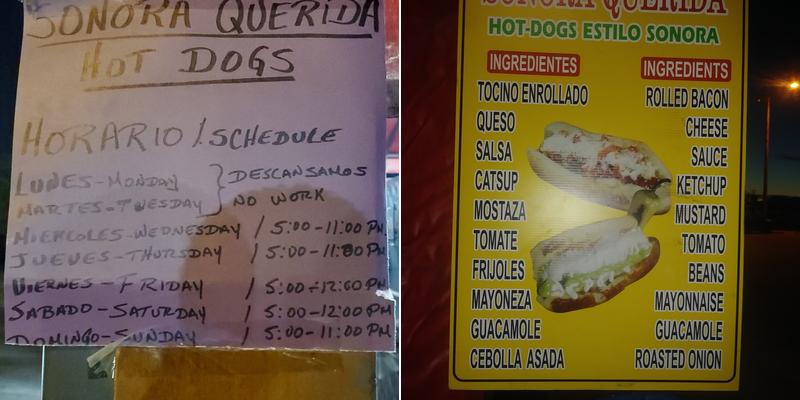 SONORA QUERIDA
HOT DOGS
HORARIO / SCHEDULE
LUNES-MONDAY
MARTES-TUESDAY
DESCANSAMOS
NO WORK
MIERCOLES-WEDNESDAY / 5:00-11:00 PM
JUEVES-THURSDAY / 5:00-11:00 PM
VIERNES-FRIDAY / 5:00-12:00 PM
SABADO-SATURDAY / 5:00-12:00 PM
DOMINGO-SUNDAY / 5:00-11:00 PM
SONORA QUERIDA
HOT-DOGS ESTILO SONORA
INGREDIENTES
TOCINO ENROLLADO
QUESO
SALSA
CATSUP
MOSTAZA
TOMATE
FRIJOLES
MAYONEZA
GUACAMOLE
CEBOLLA ASADA
INGREDIENTS
ROLLED BACON
CHEESE
SAUCE
KETCHUP
MUSTARD
TOMATO
BEANS
MAYONNAISE
GUACAMOLE
ROASTED ONION